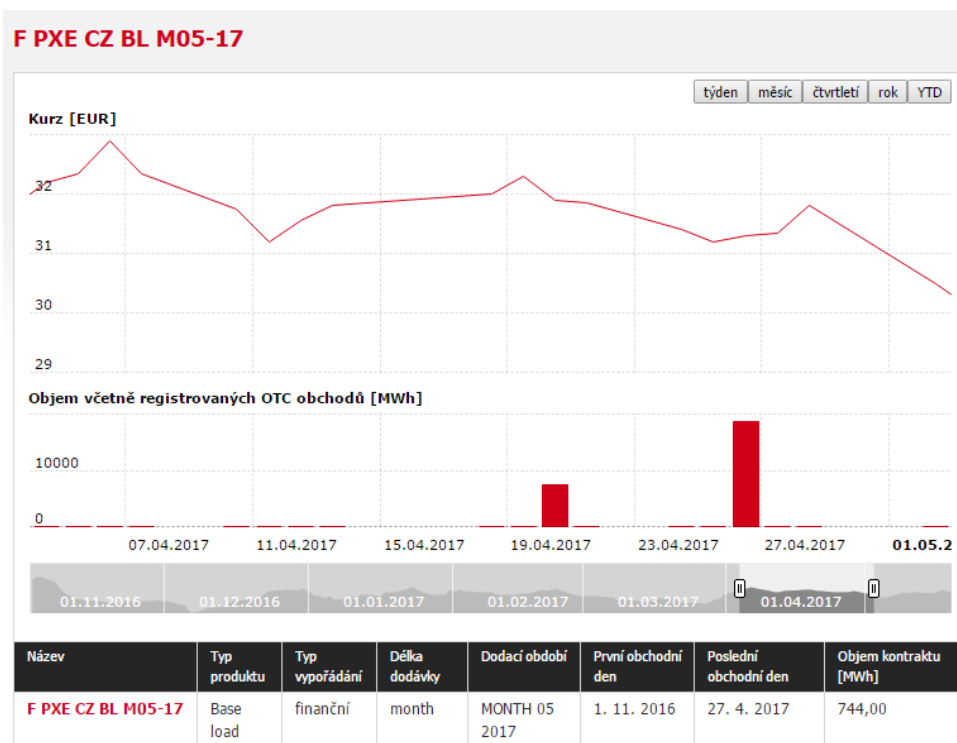 F PXE CZ BL M05-17
týden měsíc čtvrtletí rok YTD
Kurz [EUR]
32
31
30
29
Objem včetně registrovaných OTC obchodů [MWh]
10000
0
07.04.2017 11.04.2017 15.04.2017 19.04.2017 23.04.2017 27.04.2017 01.05.2
01.11.2016 01.12.2016 01.01.2017 01.02.2017 01.03.2017 01.04.2017
Název Typ produktu Typ vypořádání Délka dodávky Dodací období První obchodní den Poslední obchodní den Objem kontraktu [MWh]
F PXE CZ BL M05-17 Base load finanční month MONTH 05 2017 1. 11. 2016 27. 4. 2017 744,00